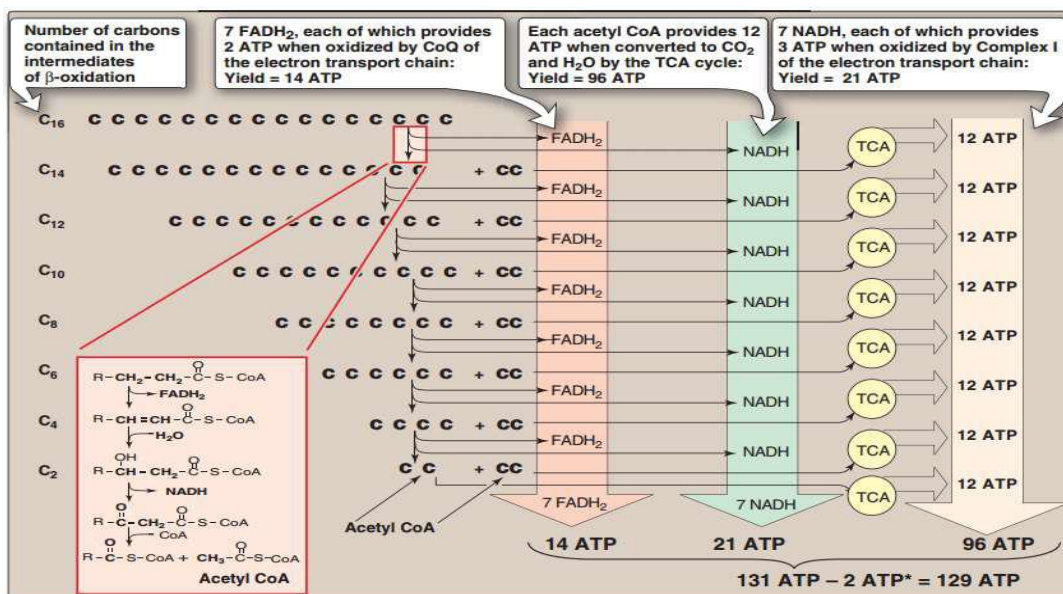 Number of carbons
contained in the
intermediates
of β-oxidation
7 FADH₂, each of which provides
2 ATP when oxidized by CoQ of
the electron transport chain:
Yield = 14 ATP
Each acetyl CoA provides 12
ATP when converted to CO₂
and H₂O by the TCA cycle:
Yield = 96 ATP
7 NADH, each of which provides
3 ATP when oxidized by Complex I
of the electron transport chain:
Yield = 21 ATP
C₁₆ C C C C C C C C C C C C C C C C
FADH₂ NADH TCA 12 ATP
C₁₄ C C C C C C C C C C C C C C + CC
FADH₂ NADH TCA 12 ATP
C₁₂ C C C C C C C C C C C C + CC
FADH₂ NADH TCA 12 ATP
C₁₀ C C C C C C C C C C + CC
FADH₂ NADH TCA 12 ATP
C₈ C C C C C C C C + CC
FADH₂ NADH TCA 12 ATP
C₆ C C C C C C + CC
FADH₂ NADH TCA 12 ATP
C₄ C C C C + CC
FADH₂ NADH TCA 12 ATP
C₂ C C + CC
TCA 12 ATP
7 FADH₂ 7 NADH
Acetyl CoA
14 ATP 21 ATP 96 ATP
131 ATP – 2 ATP* = 129 ATP
O
R–CH₂–CH₂–C–S–CoA
FADH₂
O
R–CH=CH–C–S–CoA
H₂O
OH O
R–CH–CH₂–C–S–CoA
NADH
O O
R–C–CH₂–C–S–CoA
CoA
O O
R–C–S–CoA + CH₃–C–S–CoA
Acetyl CoA